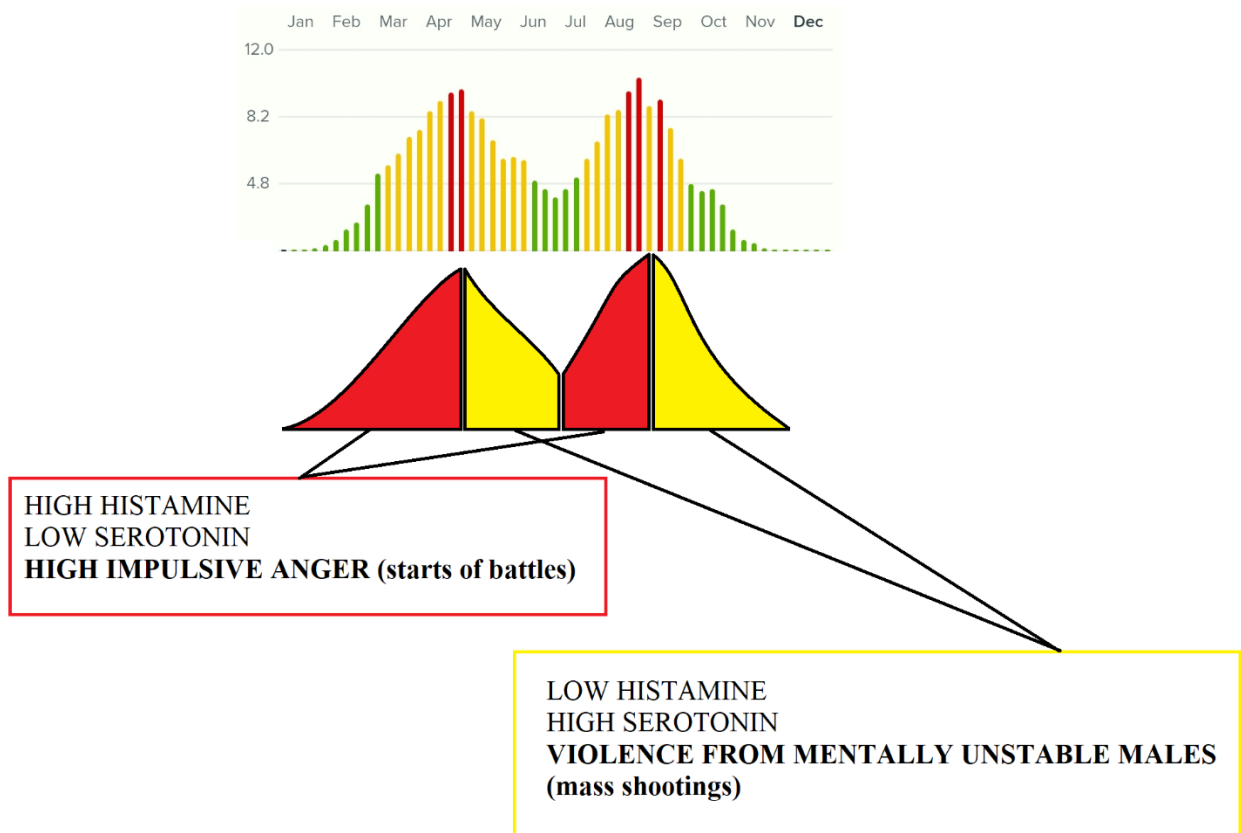 Jan Feb Mar Apr May Jun Jul Aug Sep Oct Nov Dec
12.0
8.2
4.8
HIGH HISTAMINE
LOW SEROTONIN
HIGH IMPULSIVE ANGER (starts of battles)
LOW HISTAMINE
HIGH SEROTONIN
VIOLENCE FROM MENTALLY UNSTABLE MALES
(mass shootings)